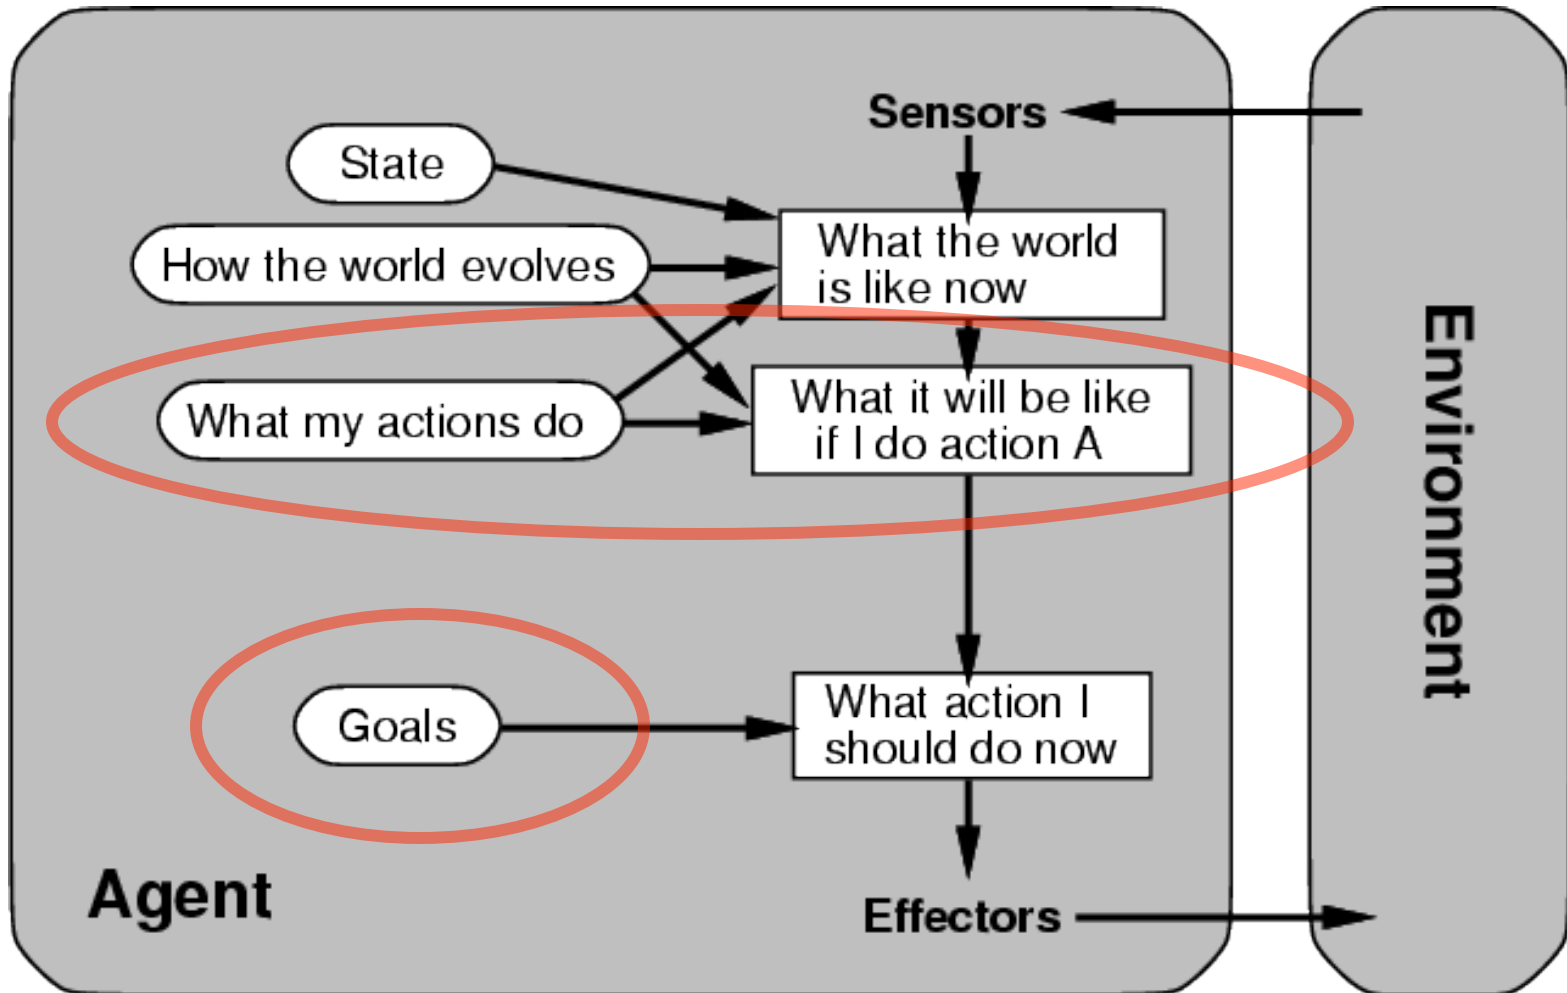 Sensors
State
What the world
is like now
How the world evolves
What my actions do
What it will be like
if I do action A
Goals
What action I
should do now
Agent
Effectors
Environment